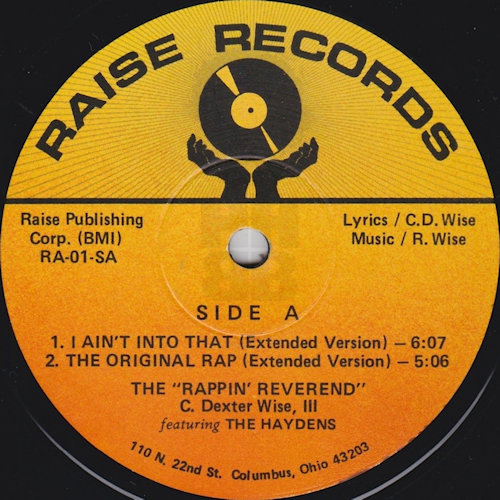 RAISE RECORDS
Raise Publishing
Corp. (BMI)
RA-01-SA
Lyrics / C.D. Wise
Music / R. Wise
SIDE A
1. I AIN'T INTO THAT (Extended Version) – 6:07
2. THE ORIGINAL RAP (Extended Version) – 5:06
THE "RAPPIN' REVEREND"
C. Dexter Wise, III
featuring THE HAYDENS
110 N. 22nd St. Columbus, Ohio 43203